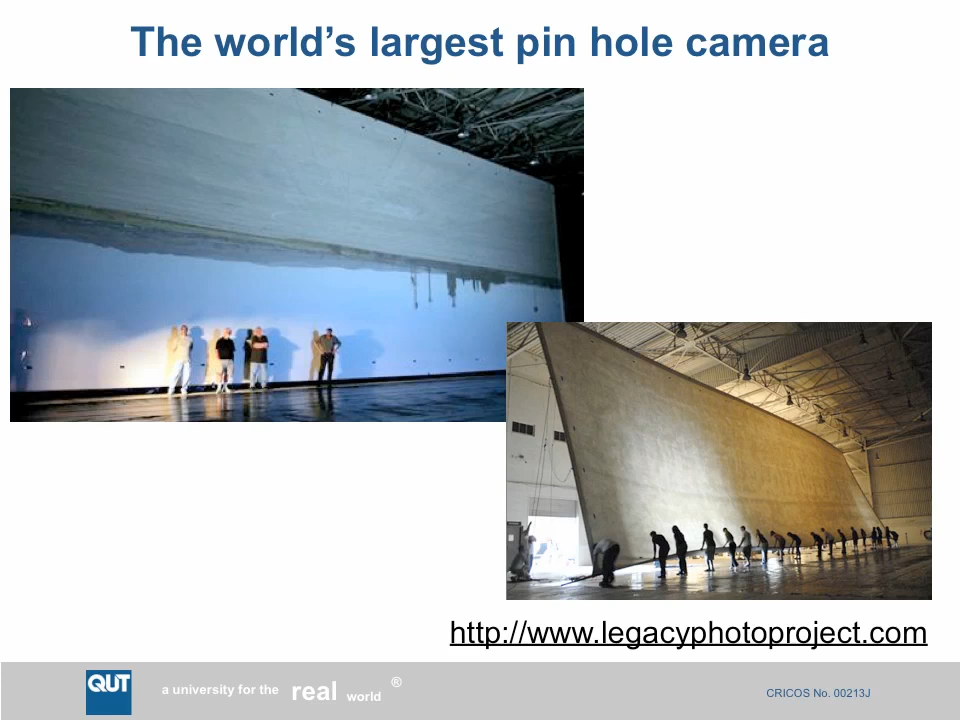 The world’s largest pin hole camera
http://www.legacyphotoproject.com
QUT
a university for the real world ®
CRICOS No. 00213J